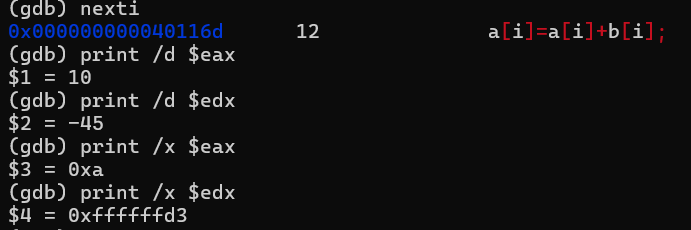 (gdb) nexti
0x000000000040116d      12              a[i]=a[i]+b[i];
(gdb) print /d $eax
$1 = 10
(gdb) print /d $edx
$2 = -45
(gdb) print /x $eax
$3 = 0xa
(gdb) print /x $edx
$4 = 0xffffffd3